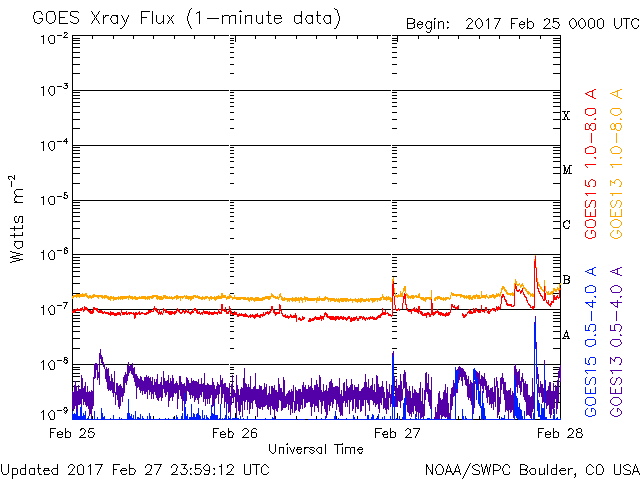 GOES Xray Flux (1-minute data)
Begin: 2017 Feb 25 0000 UTC
10⁻²
10⁻³
10⁻⁴
10⁻⁵
10⁻⁶
10⁻⁷
10⁻⁸
10⁻⁹
Watts m⁻²
X
M
C
B
A
GOES15 1.0-8.0 A
GOES13 1.0-8.0 A
GOES15 0.5-4.0 A
GOES13 0.5-4.0 A
Feb 25 Feb 26 Feb 27 Feb 28
Universal Time
Updated 2017 Feb 27 23:59:12 UTC
NOAA/SWPC Boulder, CO USA